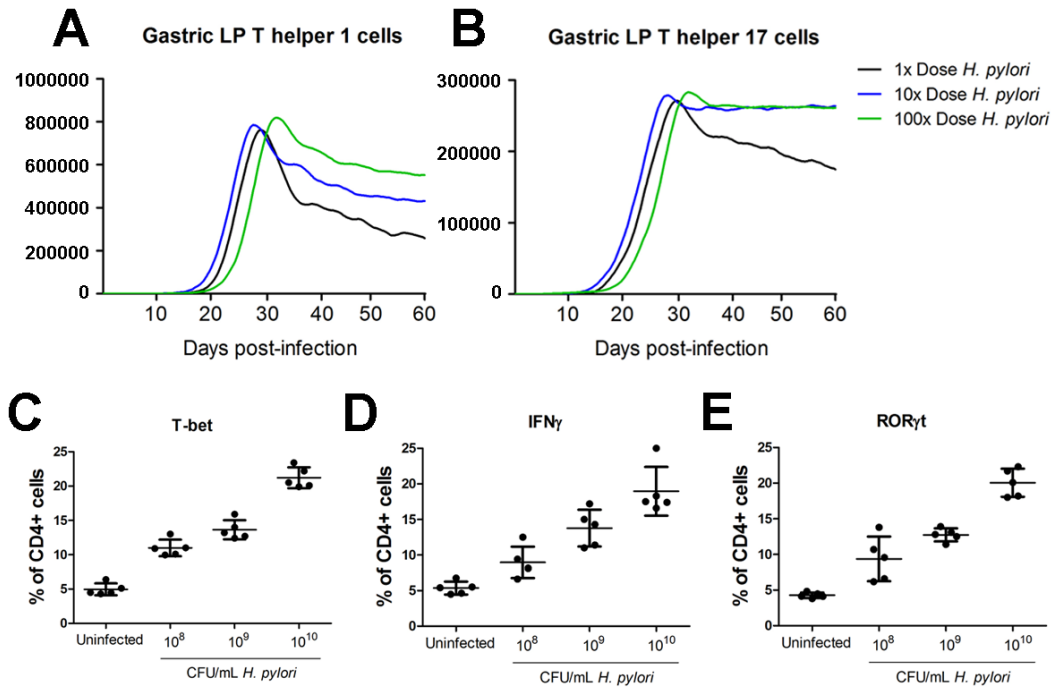 A
Gastric LP T helper 1 cells
1000000
800000
600000
400000
200000
0
10 20 30 40 50 60
Days post-infection
B
Gastric LP T helper 17 cells
300000
200000
100000
0
10 20 30 40 50 60
Days post-infection
1x Dose H. pylori
10x Dose H. pylori
100x Dose H. pylori
C
T-bet
% of CD4+ cells
25
20
15
10
5
0
Uninfected 10⁸ 10⁹ 10¹⁰
CFU/mL H. pylori
D
IFNγ
% of CD4+ cells
25
20
15
10
5
0
Uninfected 10⁸ 10⁹ 10¹⁰
CFU/mL H. pylori
E
RORγt
% of CD4+ cells
25
20
15
10
5
0
Uninfected 10⁸ 10⁹ 10¹⁰
CFU/mL H. pylori